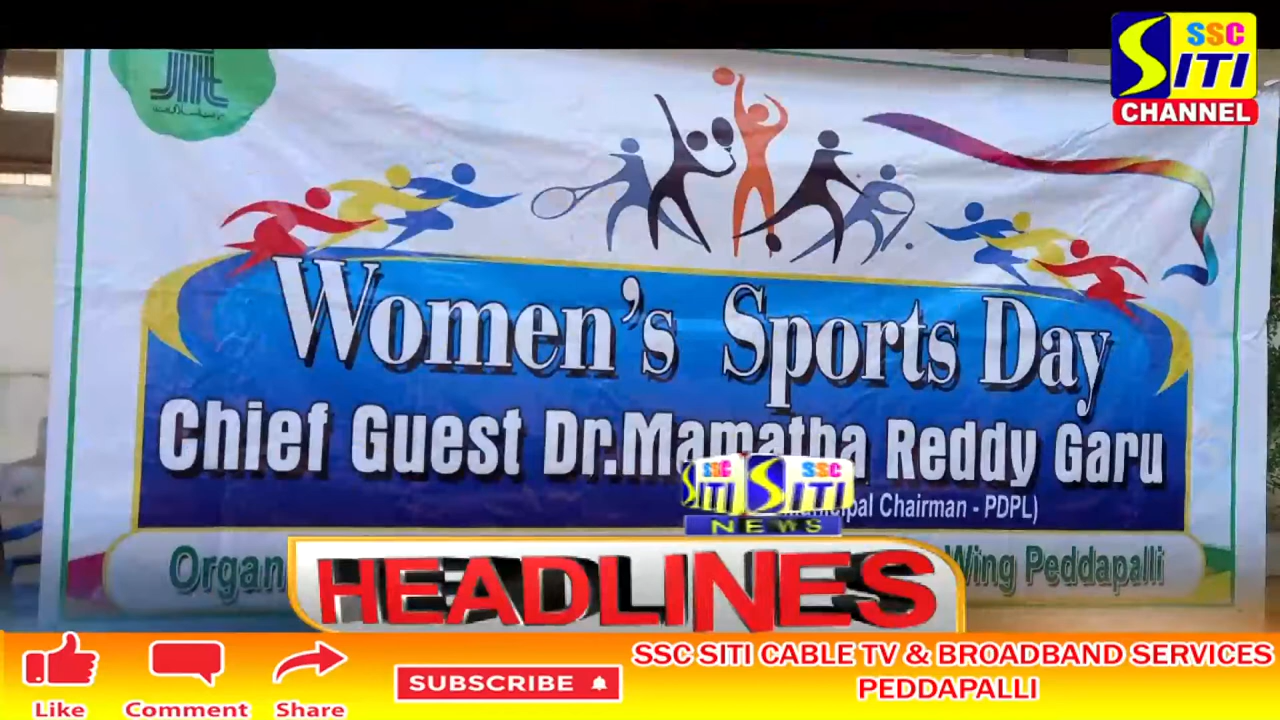 SSC
SITI
CHANNEL
Women's Sports Day
Chief Guest Dr.Mamatha Reddy Garu
pal Chairman - PDPL)
SSC
SITI
SSC
SITI
NEWS
Organ
Wing Peddapalli
HEADLINES
Like
Comment
Share
SUBSCRIBE
SSC SITI CABLE TV & BROADBAND SERVICES
PEDDAPALLI